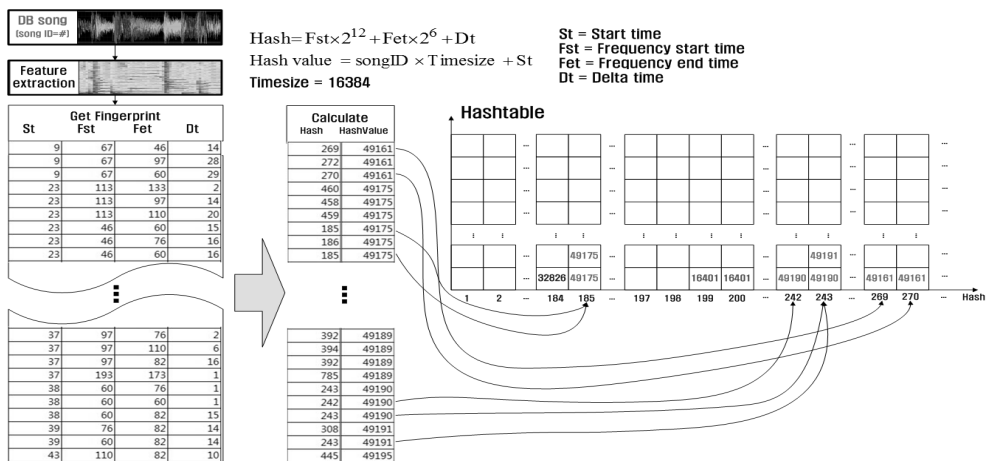 DB song
(song ID=#)
Feature
extraction
Hash=Fst×2^12+Fet×2^6+Dt
Hash value = songID × Timesize + St
Timesize = 16384
St = Start time
Fst = Frequency start time
Fet = Frequency end time
Dt = Delta time
Get Fingerprint
St Fst Fet Dt
9 67 46 14
9 67 97 28
9 67 60 29
23 113 133 2
23 113 97 14
23 113 110 20
23 46 60 15
23 46 76 16
23 46 60 16
37 97 76 2
37 97 110 6
37 97 82 16
37 193 173 1
38 60 76 1
38 60 60 1
38 60 82 15
39 76 82 14
39 60 82 14
43 110 82 10
Calculate
Hash HashValue
269 49161
272 49161
270 49161
460 49175
458 49175
459 49175
185 49175
186 49175
185 49175
392 49189
394 49189
392 49189
785 49189
243 49190
242 49190
243 49190
308 49191
243 49191
445 49195
Hashtable
49175 49191
32826 49175 16401 16401 49190 49190 49161 49161
1 2 ... 184 185 ... 197 198 199 200 ... 242 243 ... 269 270 ... Hash